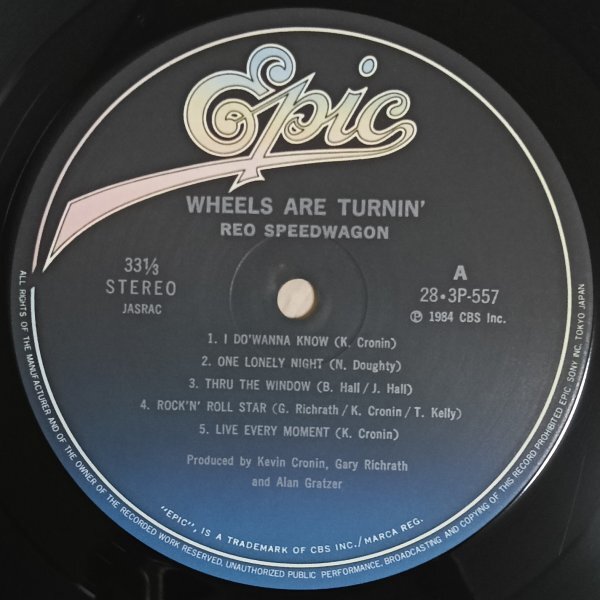 Epic
WHEELS ARE TURNIN'
REO SPEEDWAGON
33⅓
STEREO
JASRAC
A
28・3P-557
℗ 1984 CBS Inc.
1. I DO'WANNA KNOW (K. Cronin)
2. ONE LONELY NIGHT (N. Doughty)
3. THRU THE WINDOW (B. Hall/J. Hall)
4. ROCK'N' ROLL STAR (G. Richrath/K. Cronin/T. Kelly)
5. LIVE EVERY MOMENT (K. Cronin)
Produced by Kevin Cronin, Gary Richrath
and Alan Gratzer
"EPIC", IS A TRADEMARK OF CBS INC./MARCA REG.
ALL RIGHTS OF THE MANUFACTURER AND OF THE OWNER OF THE RECORDED WORK RESERVED, UNAUTHORIZED PUBLIC PERFORMANCE, BROADCASTING AND COPYING OF THIS RECORD PROHIBITED EPIC, SONY INC. TOKYO JAPAN